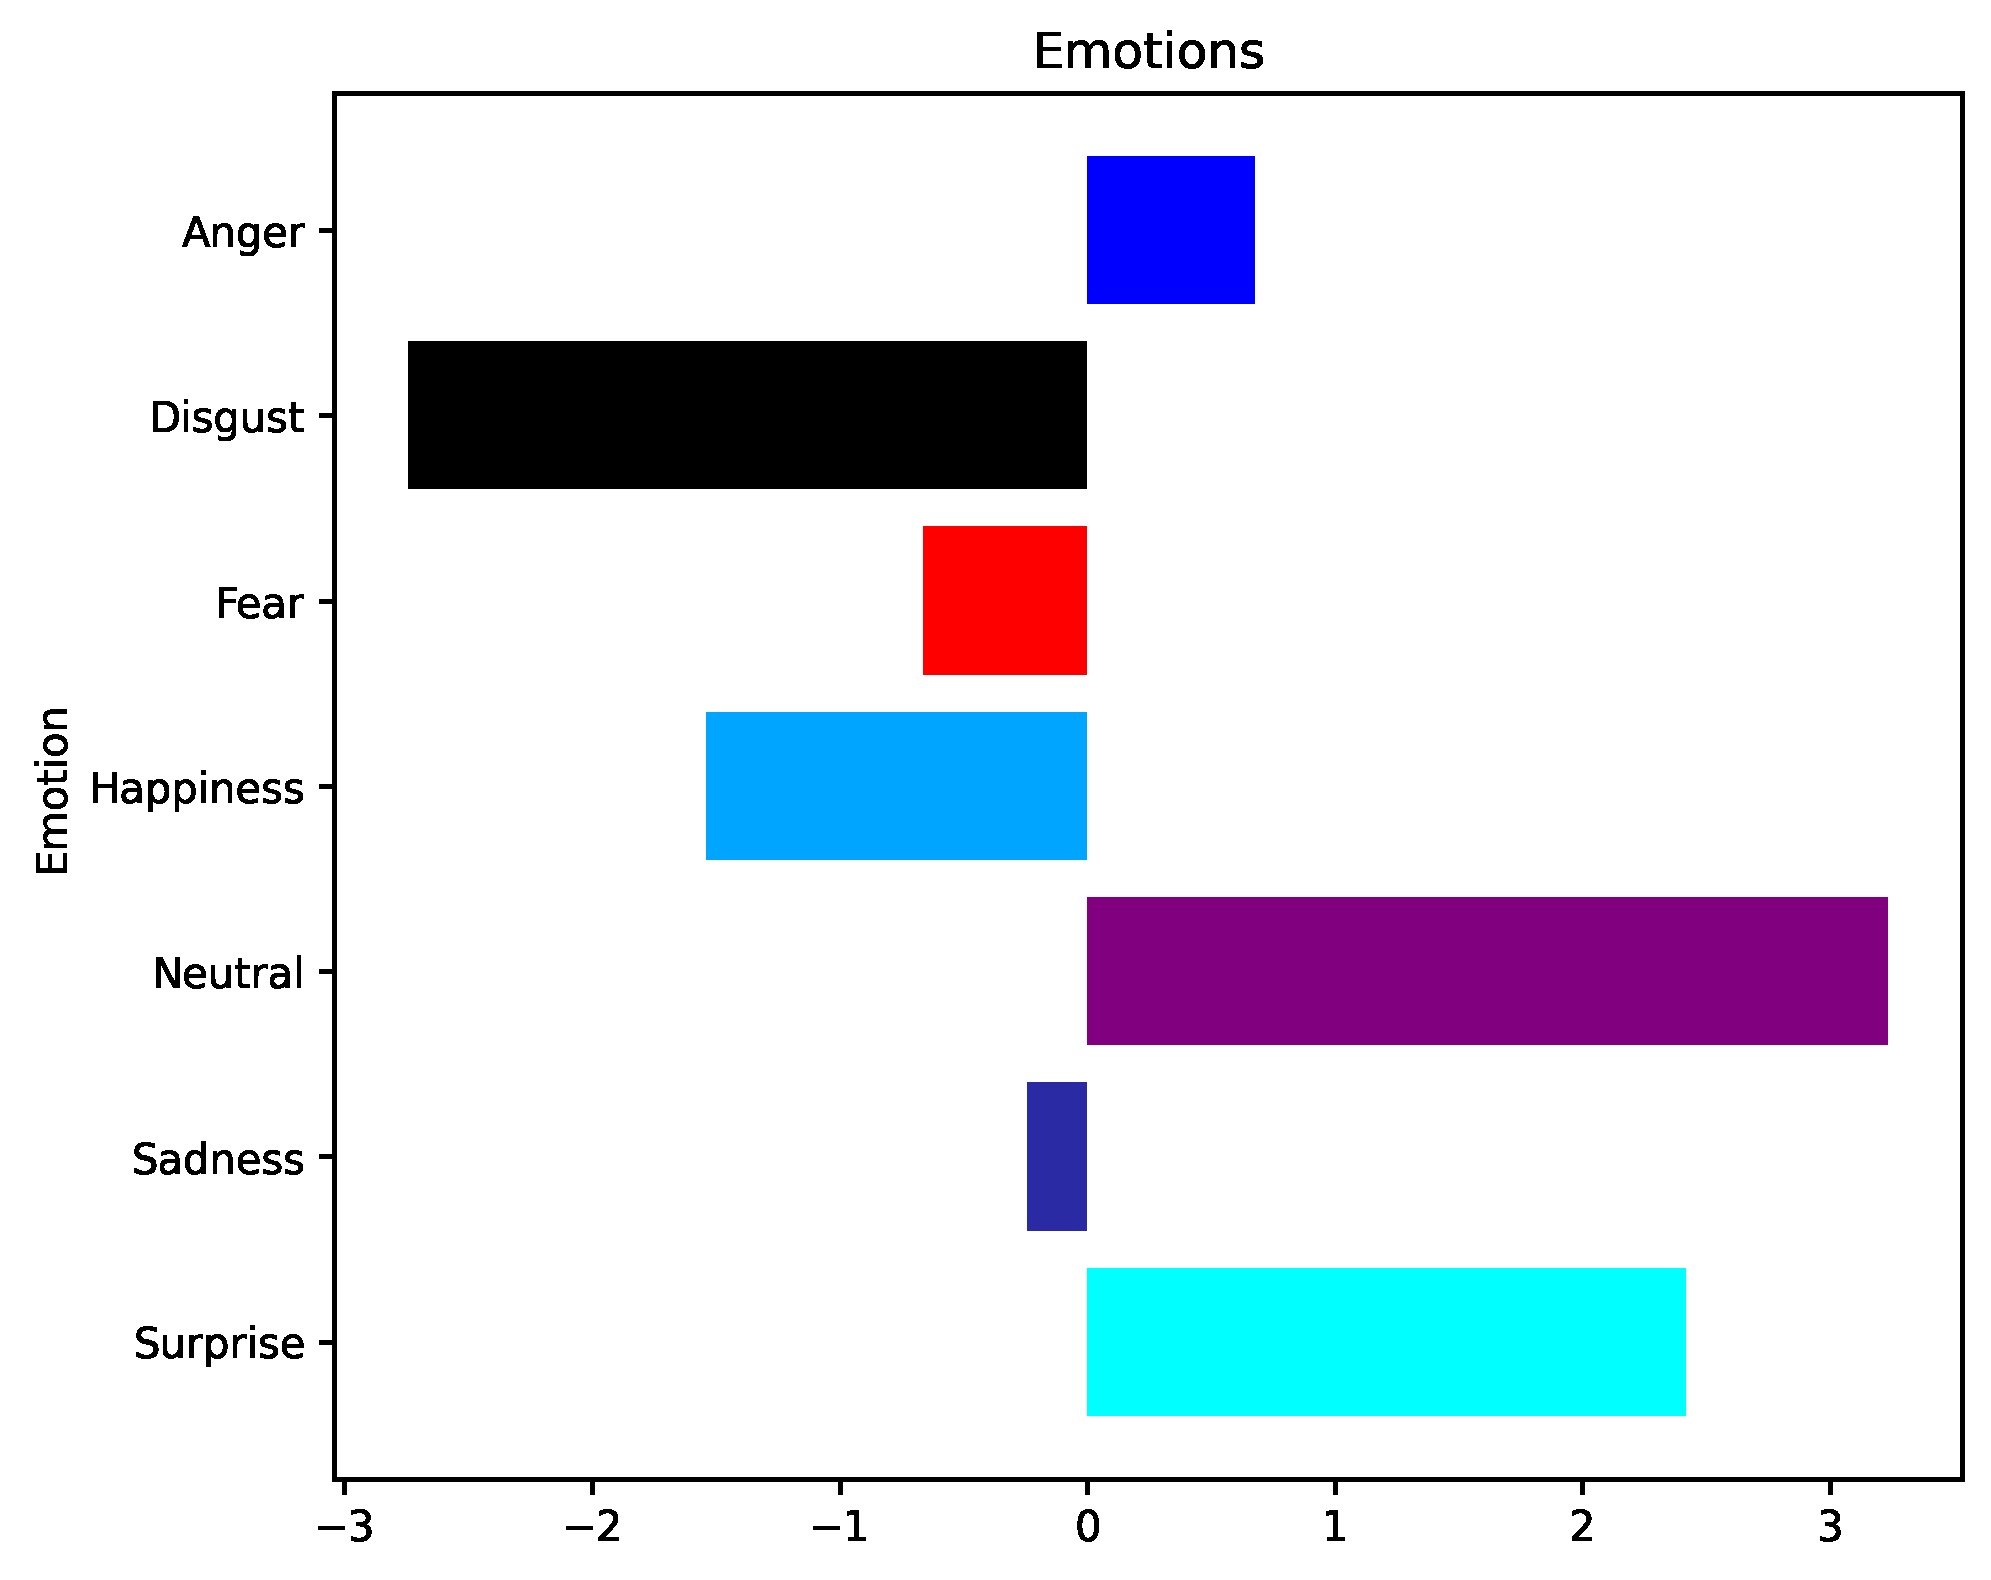 Emotions
Anger
Disgust
Fear
Happiness
Neutral
Sadness
Surprise
Emotion
−3 −2 −1 0 1 2 3